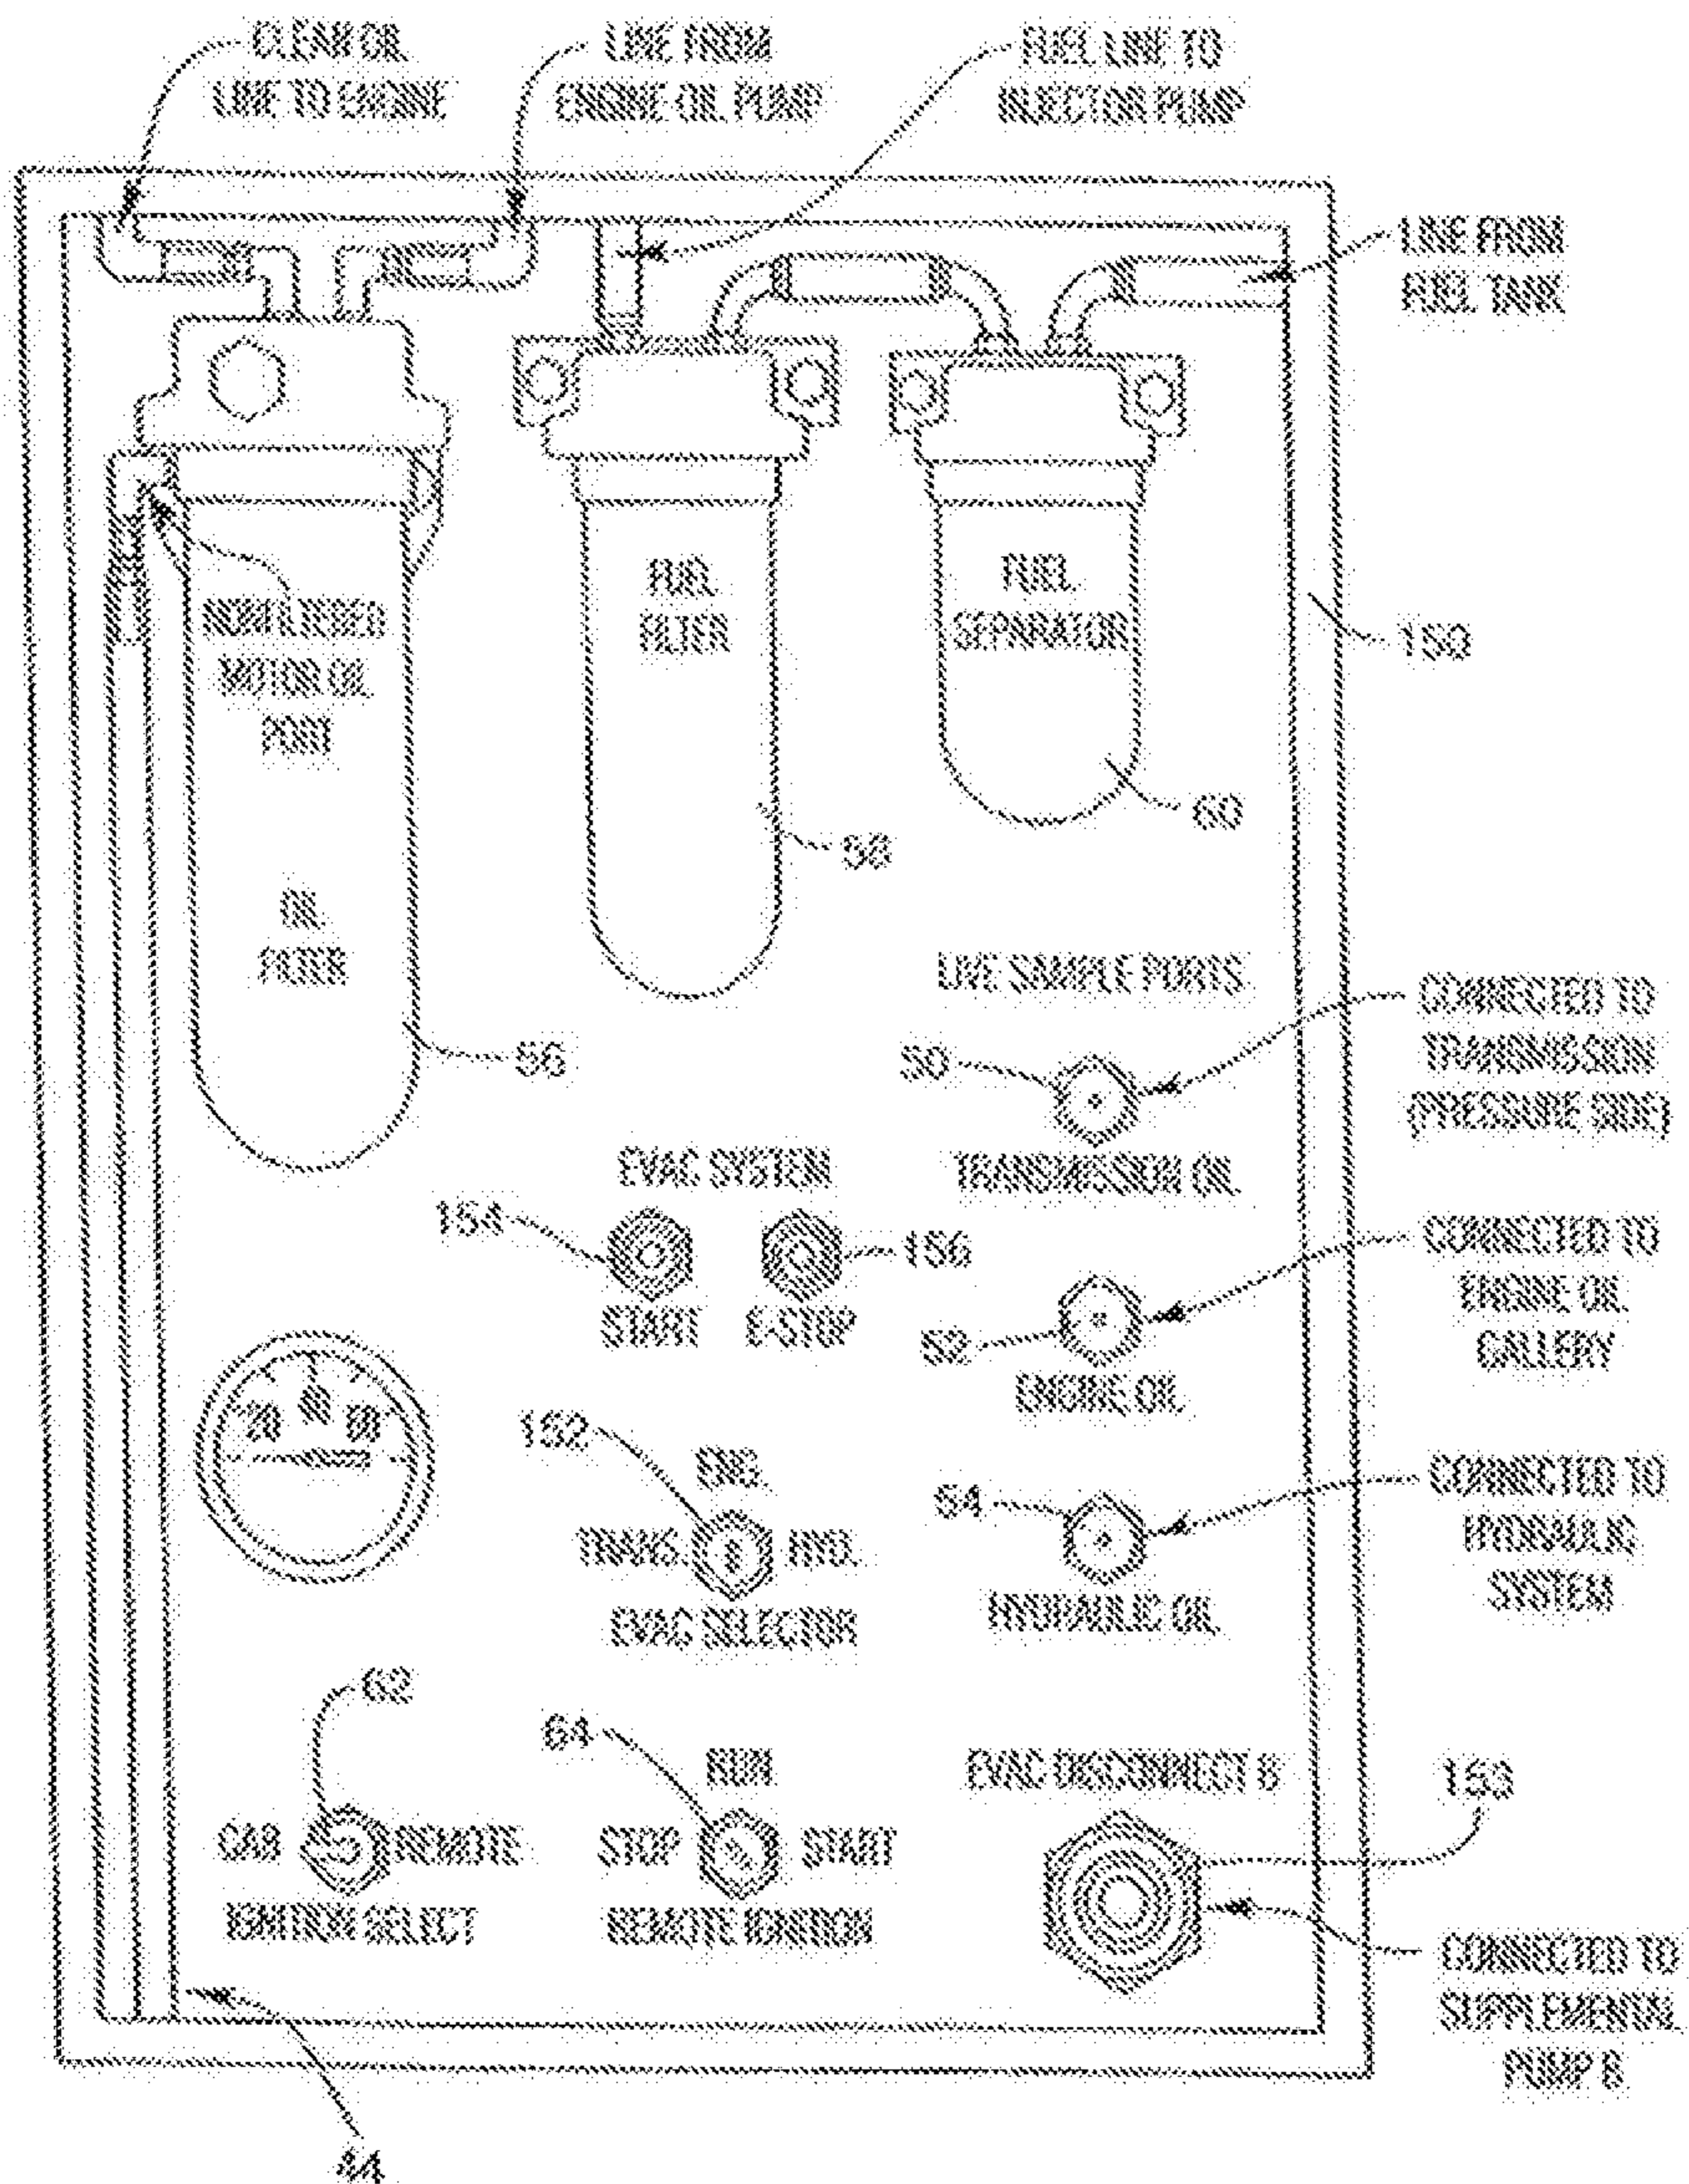 CLEAN OIL
LINE TO ENGINE
LINE FROM
ENGINE OIL PUMP
FUEL LINE TO
INJECTOR PUMP
LINE FROM
FUEL TANK
MOTOR OIL
PORT
FUEL
FILTER
FUEL
SEPARATOR
150
60
58
OIL
FILTER
56
LIVE SAMPLE PORTS
50
CONNECTED TO
TRANSMISSION
(PRESSURE SIDE)
TRANSMISSION OIL
EVAC SYSTEM
154
156
START
E-STOP
52
CONNECTED TO
ENGINE OIL
GALLERY
ENGINE OIL
20
40
60
152
ENG.
TRANS.
HYD.
EVAC SELECTOR
54
CONNECTED TO
HYDRAULIC
SYSTEM
HYDRAULIC OIL
62
CAB
REMOTE
IGNITION SELECT
64
RUN
STOP
START
REMOTE IGNITION
EVAC DISCONNECT B
CONNECTED TO
SUPPLEMENTAL
PUMP B
44